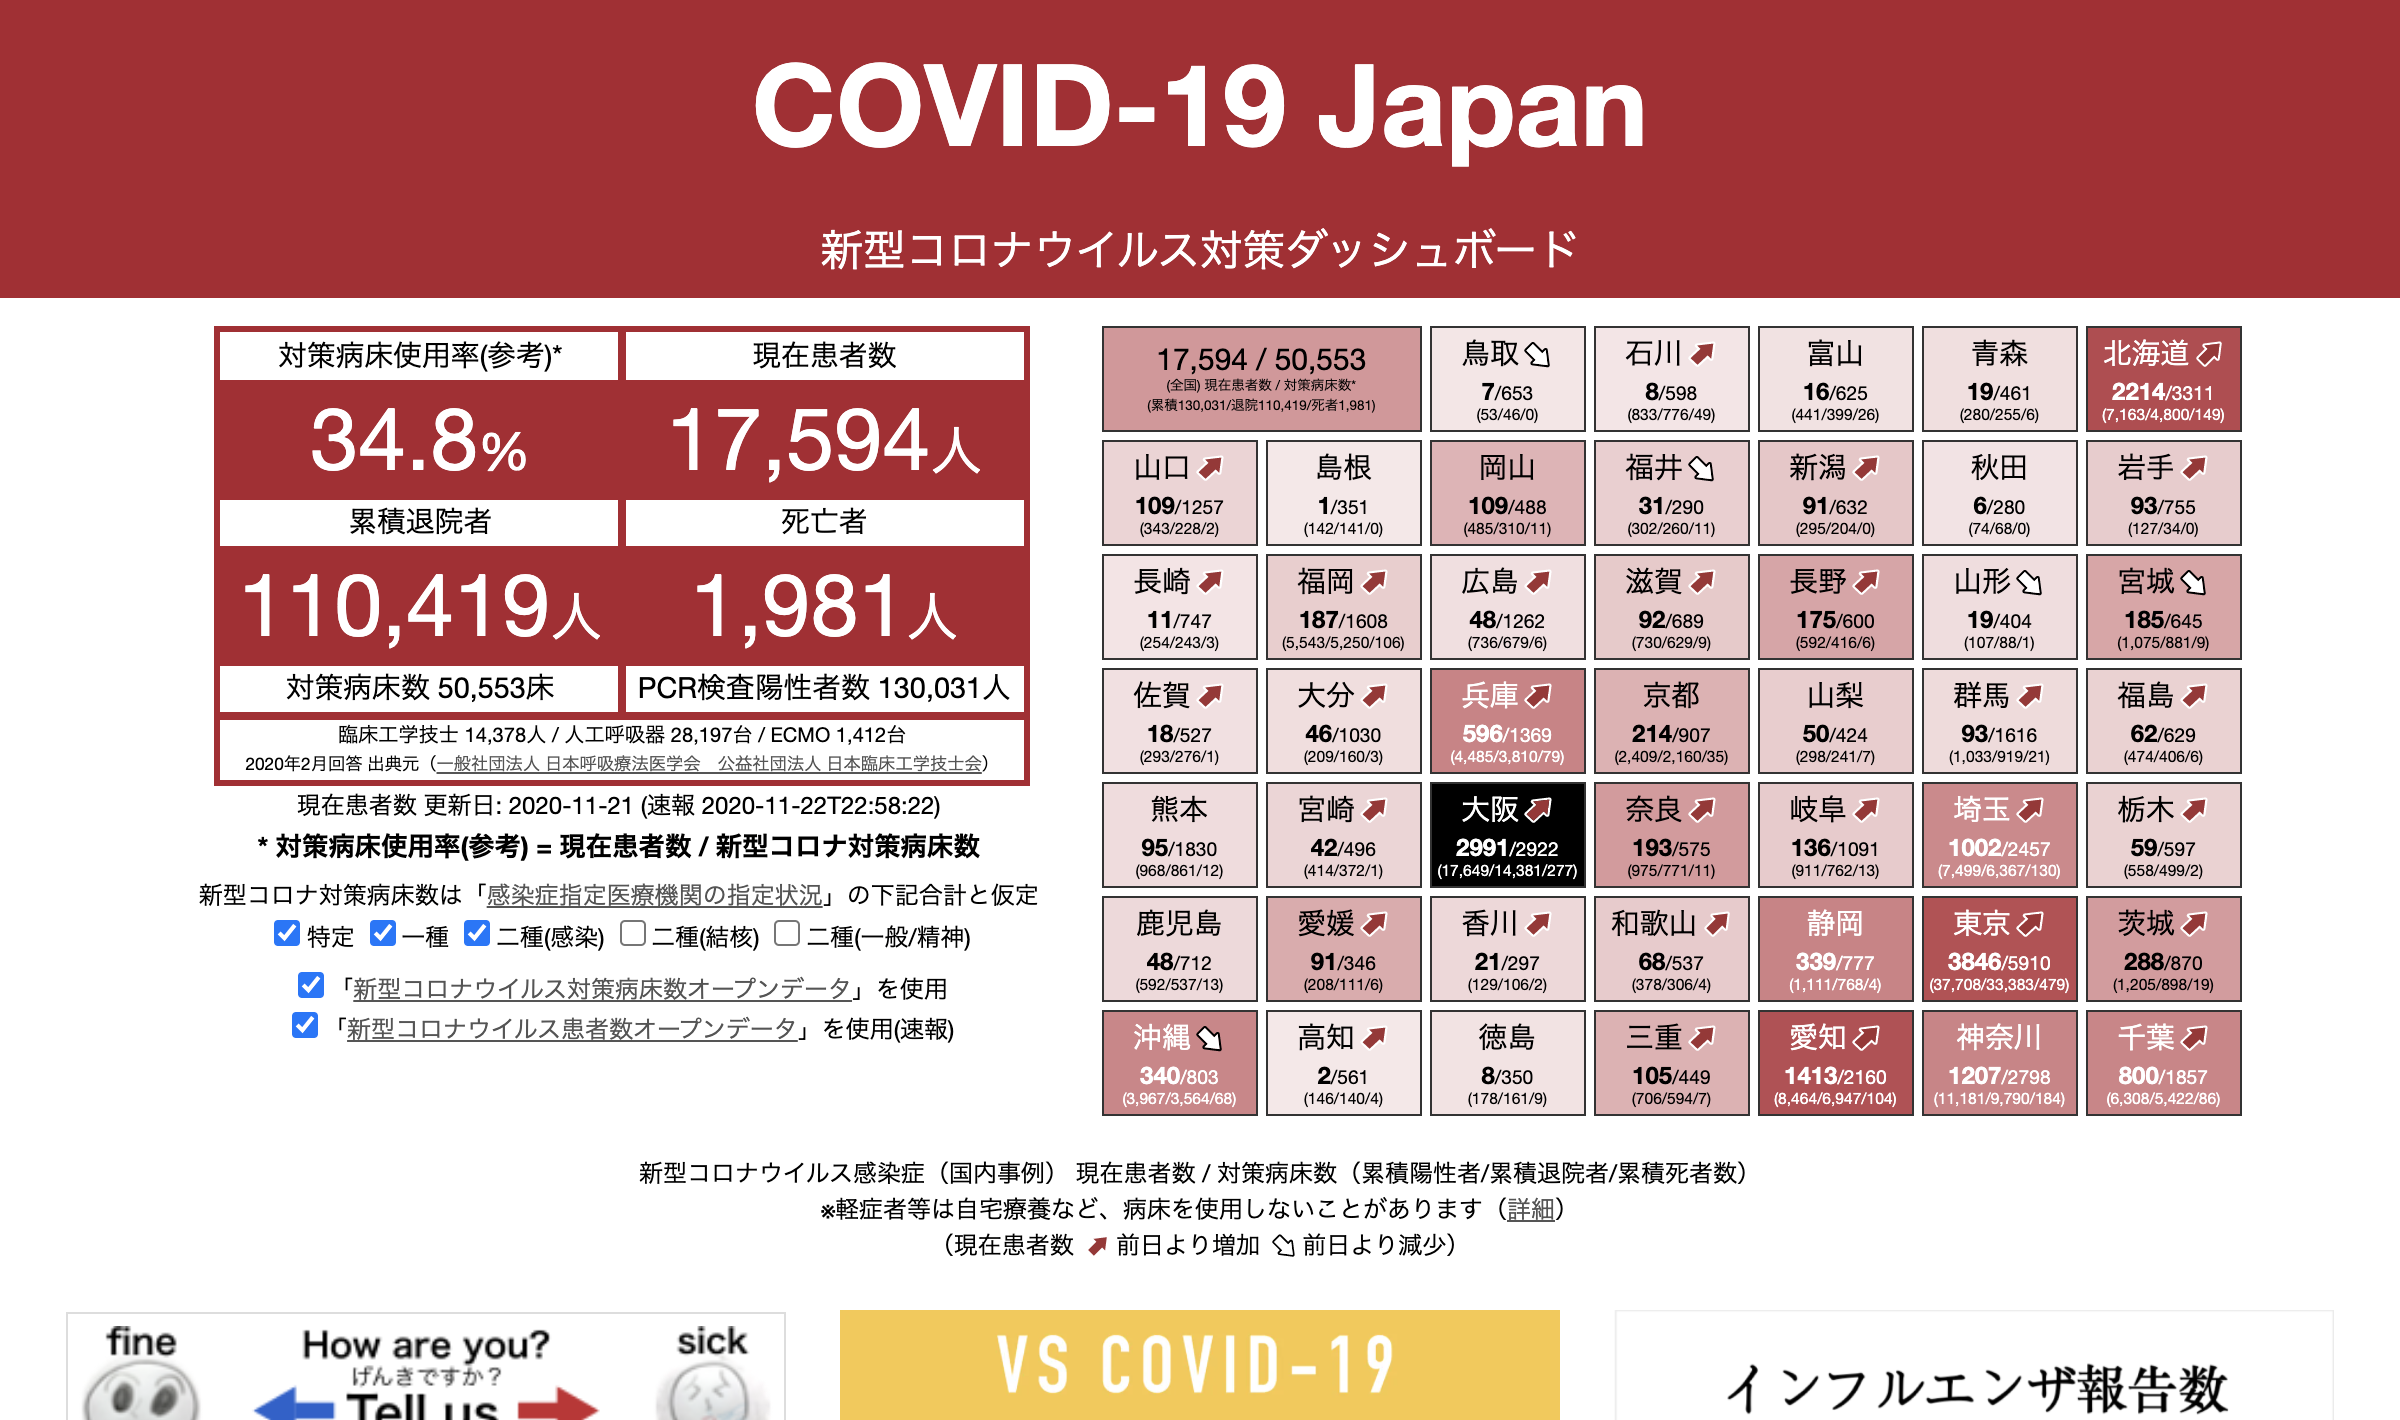 COVID-19 Japan
新型コロナウイルス対策ダッシュボード
対策病床使用率(参考)* 現在患者数
34.8% 17,594人
累積退院者 死亡者
110,419人 1,981人
対策病床数 50,553床 PCR検査陽性者数 130,031人
臨床工学技士 14,378人 / 人工呼吸器 28,197台 / ECMO 1,412台
2020年2月回答 出典元（一般社団法人 日本呼吸療法医学会　公益社団法人 日本臨床工学技士会）
現在患者数 更新日: 2020-11-21 (速報 2020-11-22T22:58:22)
* 対策病床使用率(参考) = 現在患者数 / 新型コロナ対策病床数
新型コロナ対策病床数は「感染症指定医療機関の指定状況」の下記合計と仮定
特定 一種 二種(感染) 二種(結核) 二種(一般/精神)
「新型コロナウイルス対策病床数オープンデータ」を使用
「新型コロナウイルス患者数オープンデータ」を使用(速報)
17,594 / 50,553
(全国) 現在患者数 / 対策病床数*
(累積130,031/退院110,419/死者1,981)
鳥取 石川 富山 青森 北海道
7/653 8/598 16/625 19/461 2214/3311
(53/46/0) (833/776/49) (441/399/26) (280/255/6) (7,163/4,800/149)
山口 島根 岡山 福井 新潟 秋田 岩手
109/1257 1/351 109/488 31/290 91/632 6/280 93/755
(343/228/2) (142/141/0) (485/310/11) (302/260/11) (295/204/0) (74/68/0) (127/34/0)
長崎 福岡 広島 滋賀 長野 山形 宮城
11/747 187/1608 48/1262 92/689 175/600 19/404 185/645
(254/243/3) (5,543/5,250/106) (736/679/6) (730/629/9) (592/416/6) (107/88/1) (1,075/881/9)
佐賀 大分 兵庫 京都 山梨 群馬 福島
18/527 46/1030 596/1369 214/907 50/424 93/1616 62/629
(293/276/1) (209/160/3) (4,485/3,810/79) (2,409/2,160/35) (298/241/7) (1,033/919/21) (474/406/6)
熊本 宮崎 大阪 奈良 岐阜 埼玉 栃木
95/1830 42/496 2991/2922 193/575 136/1091 1002/2457 59/597
(968/861/12) (414/372/1) (17,649/14,381/277) (975/771/11) (911/762/13) (7,499/6,367/130) (558/499/2)
鹿児島 愛媛 香川 和歌山 静岡 東京 茨城
48/712 91/346 21/297 68/537 339/777 3846/5910 288/870
(592/537/13) (208/111/6) (129/106/2) (378/306/4) (1,111/768/4) (37,708/33,383/479) (1,205/898/19)
沖縄 高知 徳島 三重 愛知 神奈川 千葉
340/803 2/561 8/350 105/449 1413/2160 1207/2798 800/1857
(3,967/3,564/68) (146/140/4) (178/161/9) (706/594/7) (8,464/6,947/104) (11,181/9,790/184) (6,308/5,422/86)
新型コロナウイルス感染症（国内事例） 現在患者数 / 対策病床数（累積陽性者/累積退院者/累積死者数）
※軽症者等は自宅療養など、病床を使用しないことがあります（詳細）
（現在患者数 前日より増加 前日より減少）
fine How are you? sick
げんきですか？
Tell us
VS COVID-19
インフルエンザ報告数